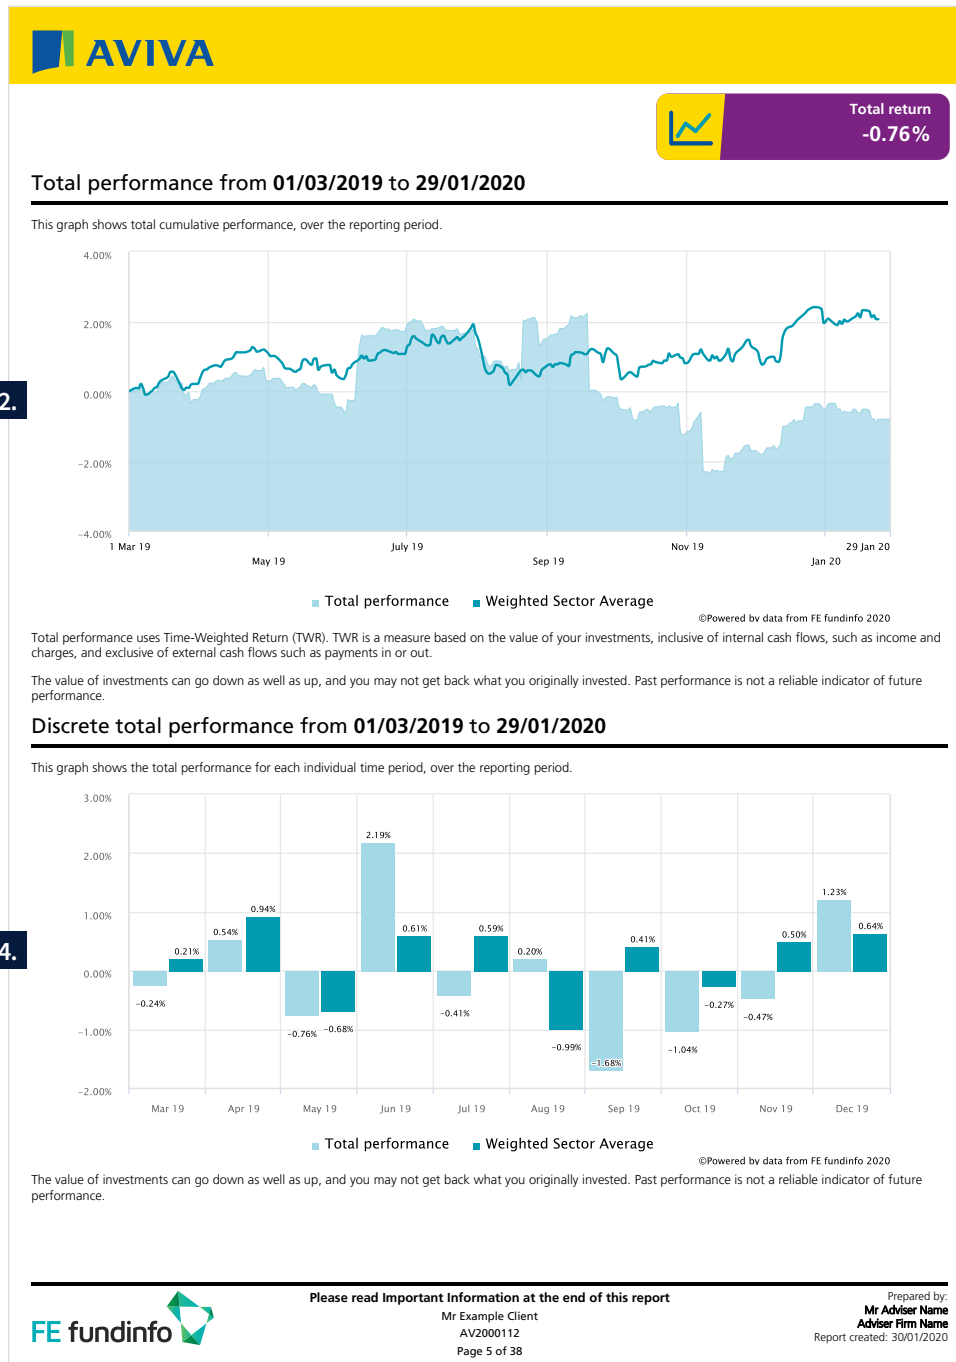 AVIVA
Total return
-0.76%
Total performance from 01/03/2019 to 29/01/2020
This graph shows total cumulative performance, over the reporting period.
4.00%
2.00%
2.
0.00%
−2.00%
−4.00%
1 Mar 19
May 19
July 19
Sep 19
Nov 19
Jan 20
29 Jan 20
Total performance
Weighted Sector Average
©Powered by data from FE fundinfo 2020
Total performance uses Time-Weighted Return (TWR). TWR is a measure based on the value of your investments, inclusive of internal cash flows, such as income and
charges, and exclusive of external cash flows such as payments in or out.
The value of investments can go down as well as up, and you may not get back what you originally invested. Past performance is not a reliable indicator of future
performance.
Discrete total performance from 01/03/2019 to 29/01/2020
This graph shows the total performance for each individual time period, over the reporting period.
3.00%
2.00%
1.00%
4.
0.00%
−1.00%
−2.00%
−0.24%
0.21%
0.54%
0.94%
−0.76%
−0.68%
2.19%
0.61%
−0.41%
0.59%
0.20%
−0.99%
−1.68%
0.41%
−1.04%
−0.27%
−0.47%
0.50%
1.23%
0.64%
Mar 19
Apr 19
May 19
Jun 19
Jul 19
Aug 19
Sep 19
Oct 19
Nov 19
Dec 19
Total performance
Weighted Sector Average
©Powered by data from FE fundinfo 2020
The value of investments can go down as well as up, and you may not get back what you originally invested. Past performance is not a reliable indicator of future
performance.
FE fundinfo
Please read Important Information at the end of this report
Mr Example Client
AV2000112
Page 5 of 38
Prepared by:
Mr Adviser Name
Adviser Firm Name
Report created: 30/01/2020